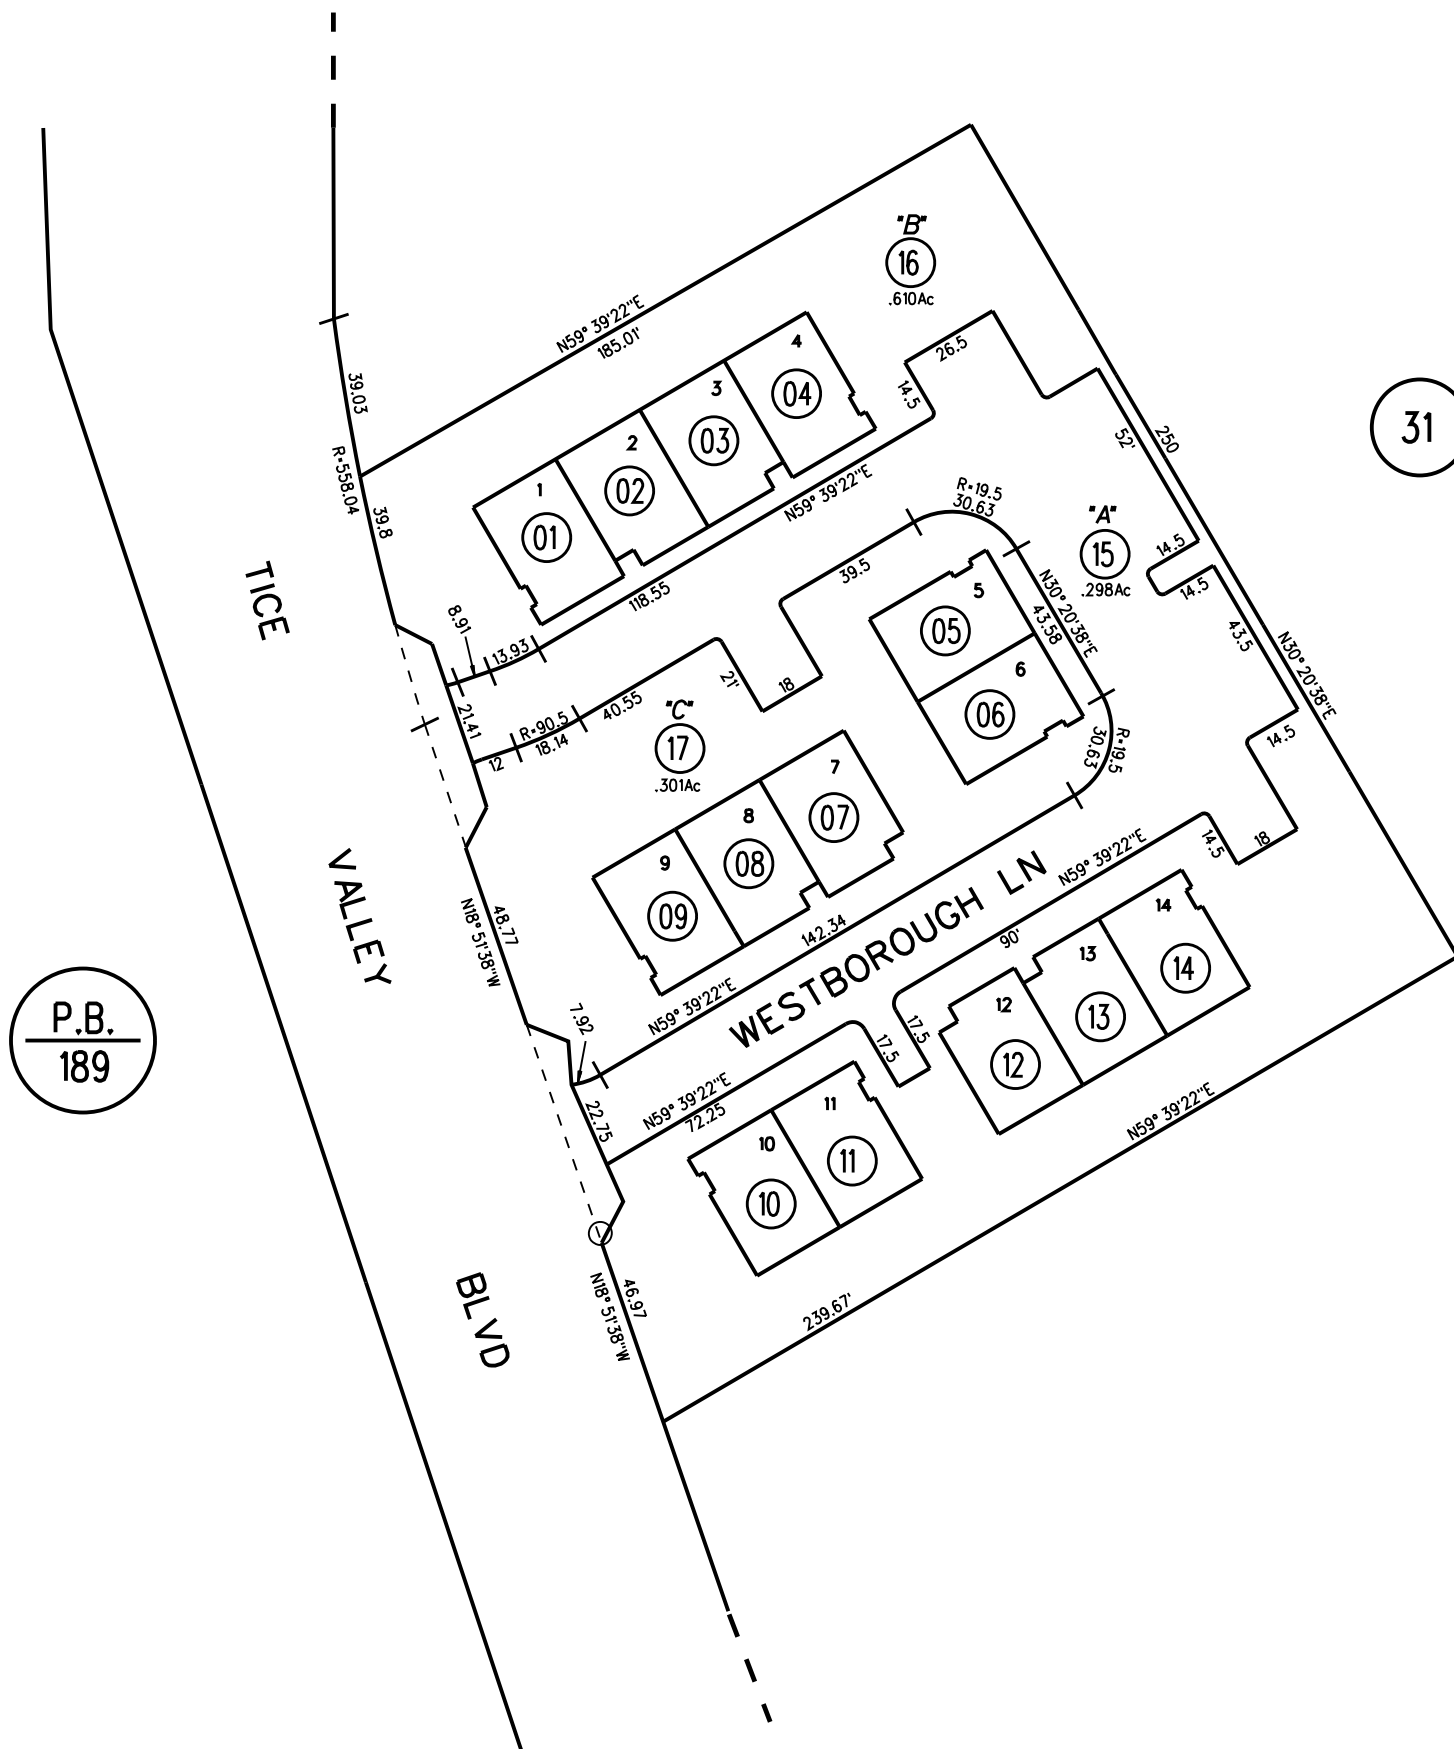 "B"
16
.610Ac
N59° 39'22"E
185.01'
4
04
3
03
2
02
1
01
26.5
14.5
39.03
R=558.04
39.8
31
250
52'
N59° 39'22"E
118.55
R=19.5
30.63
"A"
15
.298Ac
14.5
14.5
43.5
N30° 20'38"E
39.5
N30° 20'38"E
43.58
5
05
6
06
TICE
VALLEY
BLVD
8.91
13.93
21.41
12
R=90.5
18.14
40.55
21'
18
"C"
17
.301Ac
R=19.5
30.63
14.5
7
07
8
08
9
09
14.5
18
N59° 39'22"E
90'
142.34
N59° 39'22"E
WESTBOROUGH LN
48.77
N18° 51'38"W
P.B.
189
7.92
22.75
17.5
17.5
14
14
13
13
12
12
N59° 39'22"E
72.25
11
11
10
10
N59° 39'22"E
239.67'
46.97
N18° 51'38"W